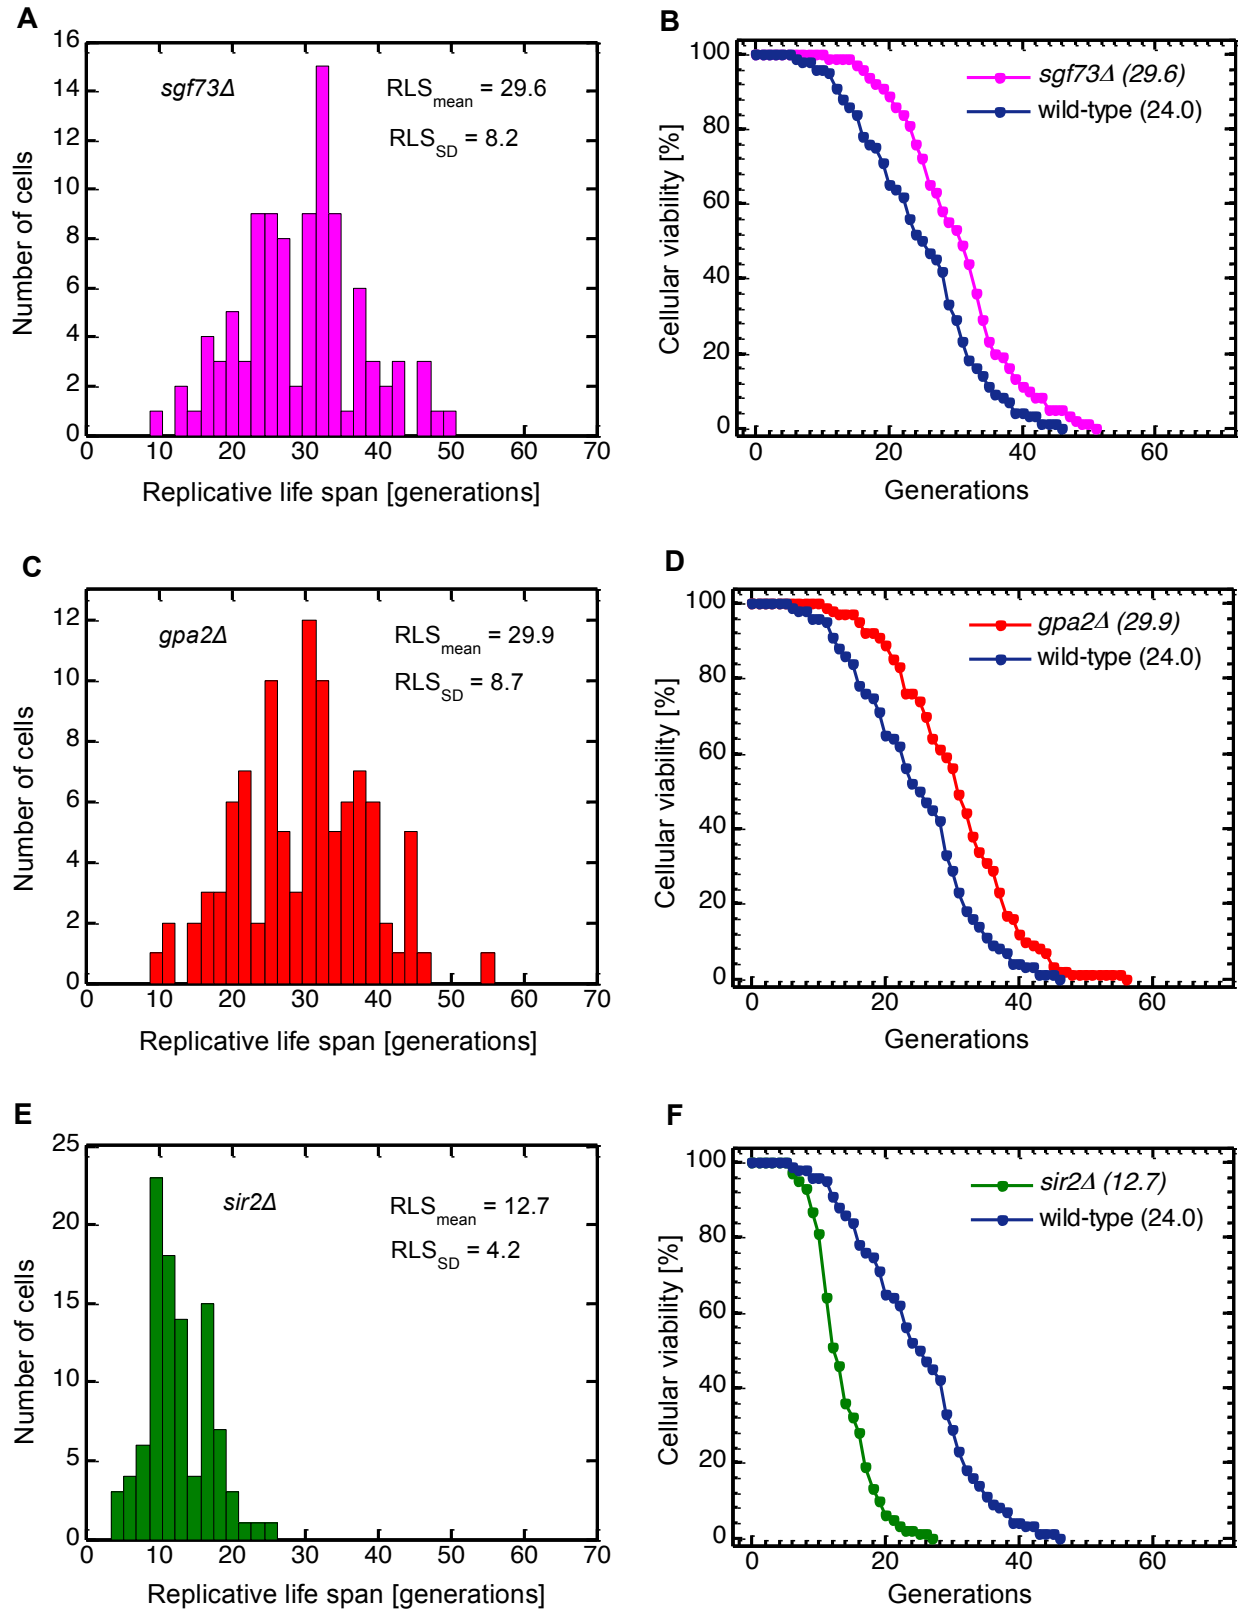 A
16
14
12
10
8
6
4
2
0
0 10 20 30 40 50 60 70
Number of cells
Replicative life span [generations]
sgf73Δ
RLSmean = 29.6
RLSSD = 8.2
B
100
80
60
40
20
0
0 20 40 60
Cellular viability [%]
Generations
sgf73Δ (29.6)
wild-type (24.0)
C
12
10
8
6
4
2
0
0 10 20 30 40 50 60 70
Number of cells
Replicative life span [generations]
gpa2Δ
RLSmean = 29.9
RLSSD = 8.7
D
100
80
60
40
20
0
0 20 40 60
Cellular viability [%]
Generations
gpa2Δ (29.9)
wild-type (24.0)
E
25
20
15
10
5
0
0 10 20 30 40 50 60 70
Number of cells
Replicative life span [generations]
sir2Δ
RLSmean = 12.7
RLSSD = 4.2
F
100
80
60
40
20
0
0 20 40 60
Cellular viability [%]
Generations
sir2Δ (12.7)
wild-type (24.0)